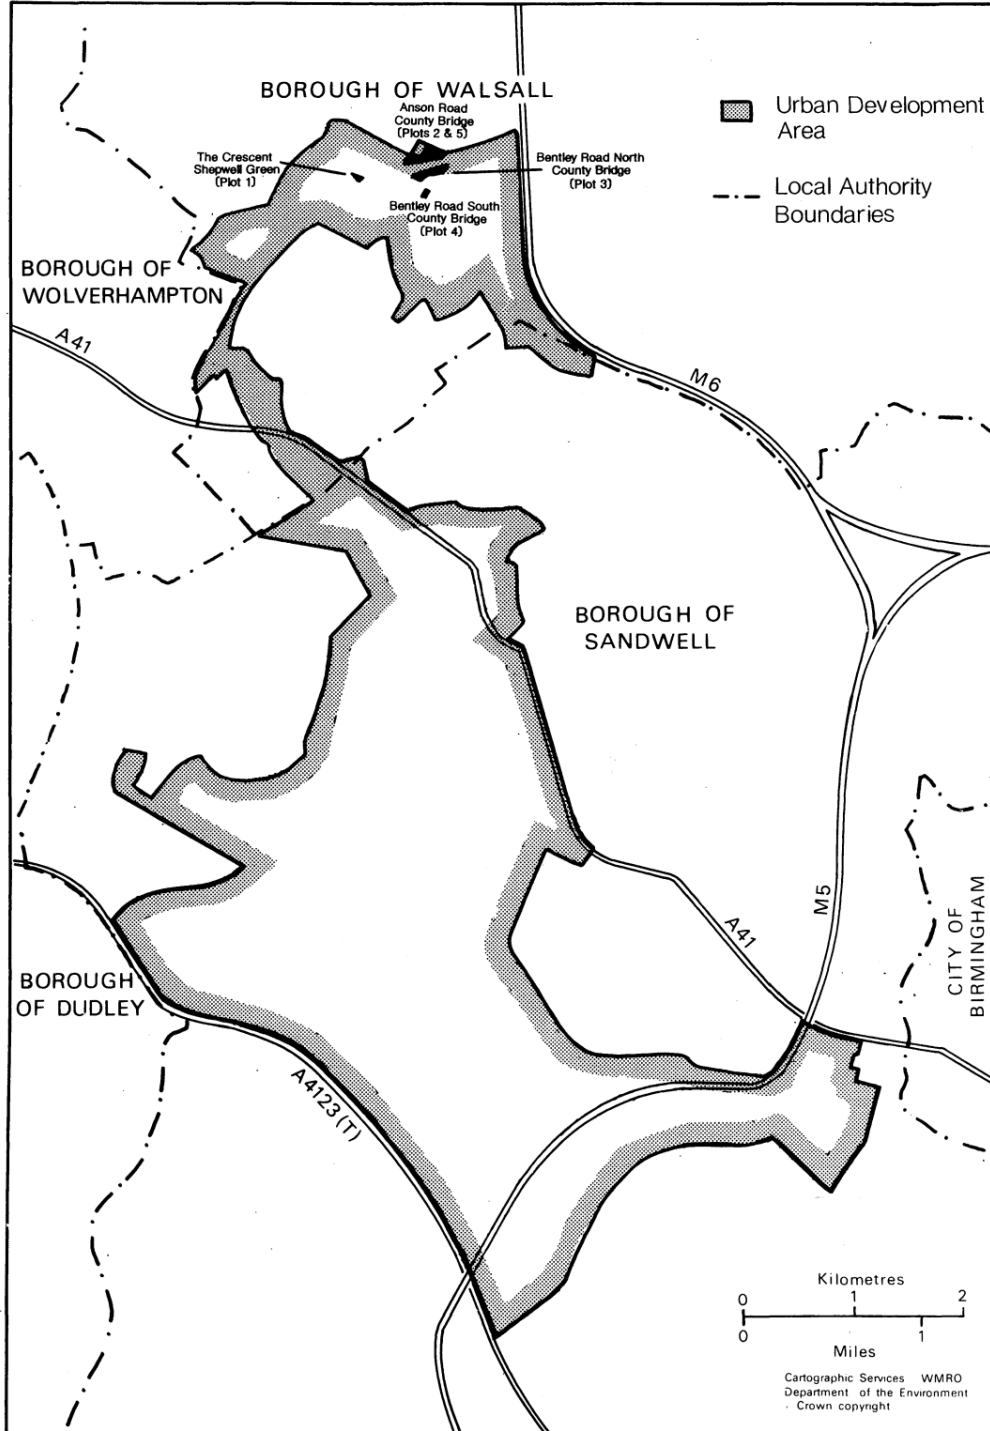 BOROUGH OF WALSALL
Anson Road
County Bridge
(Plots 2 & 5)
The Crescent
Shepwell Green
(Plot 1)
Bentley Road North
County Bridge
(Plot 3)
Bentley Road South
County Bridge
(Plot 4)
Urban Development
Area
Local Authority
Boundaries
BOROUGH OF
WOLVERHAMPTON
A41
M6
BOROUGH OF
SANDWELL
M5
A41
CITY OF
BIRMINGHAM
BOROUGH
OF DUDLEY
A4123 (T)
Kilometres
0 1 2
0 1
Miles
Cartographic Services WMRO
Department of the Environment
Crown copyright